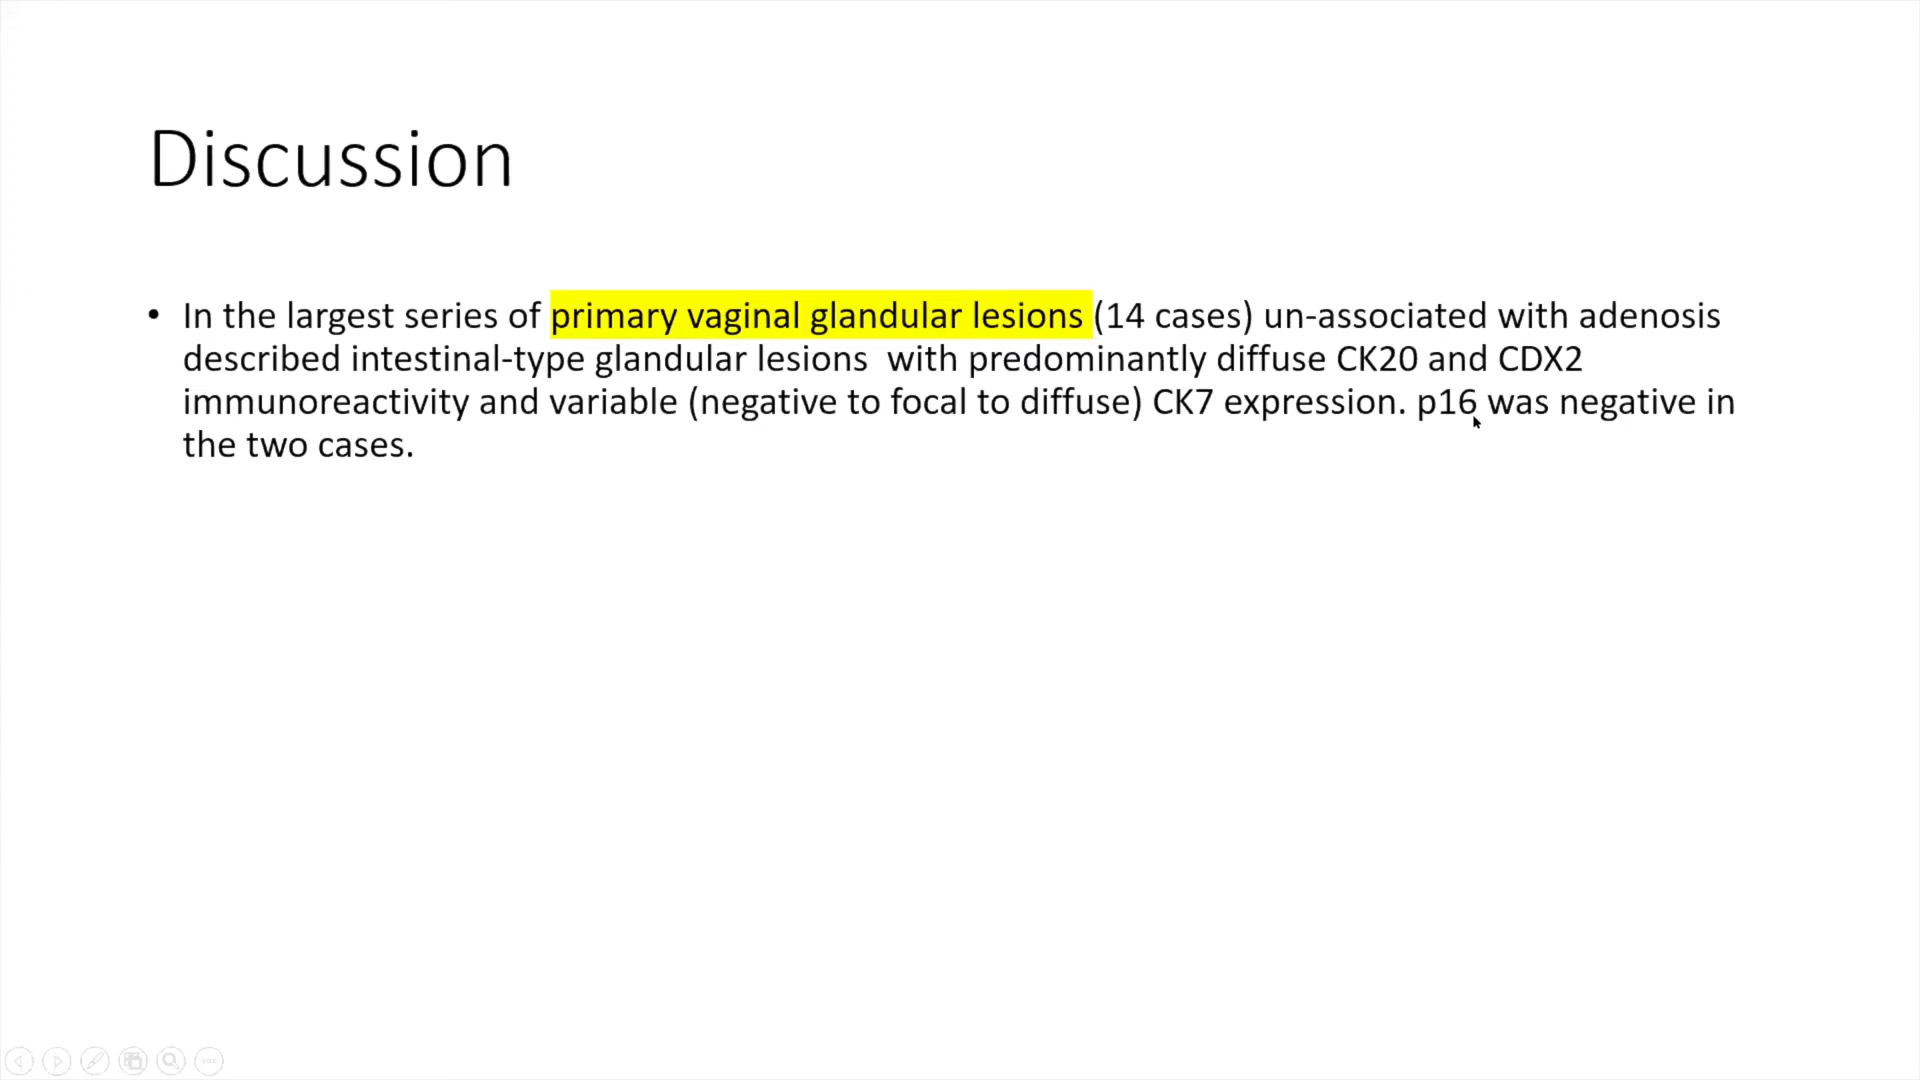 Discussion
• In the largest series of primary vaginal glandular lesions (14 cases) un-associated with adenosis
described intestinal-type glandular lesions  with predominantly diffuse CK20 and CDX2
immunoreactivity and variable (negative to focal to diffuse) CK7 expression. p16 was negative in
the two cases.